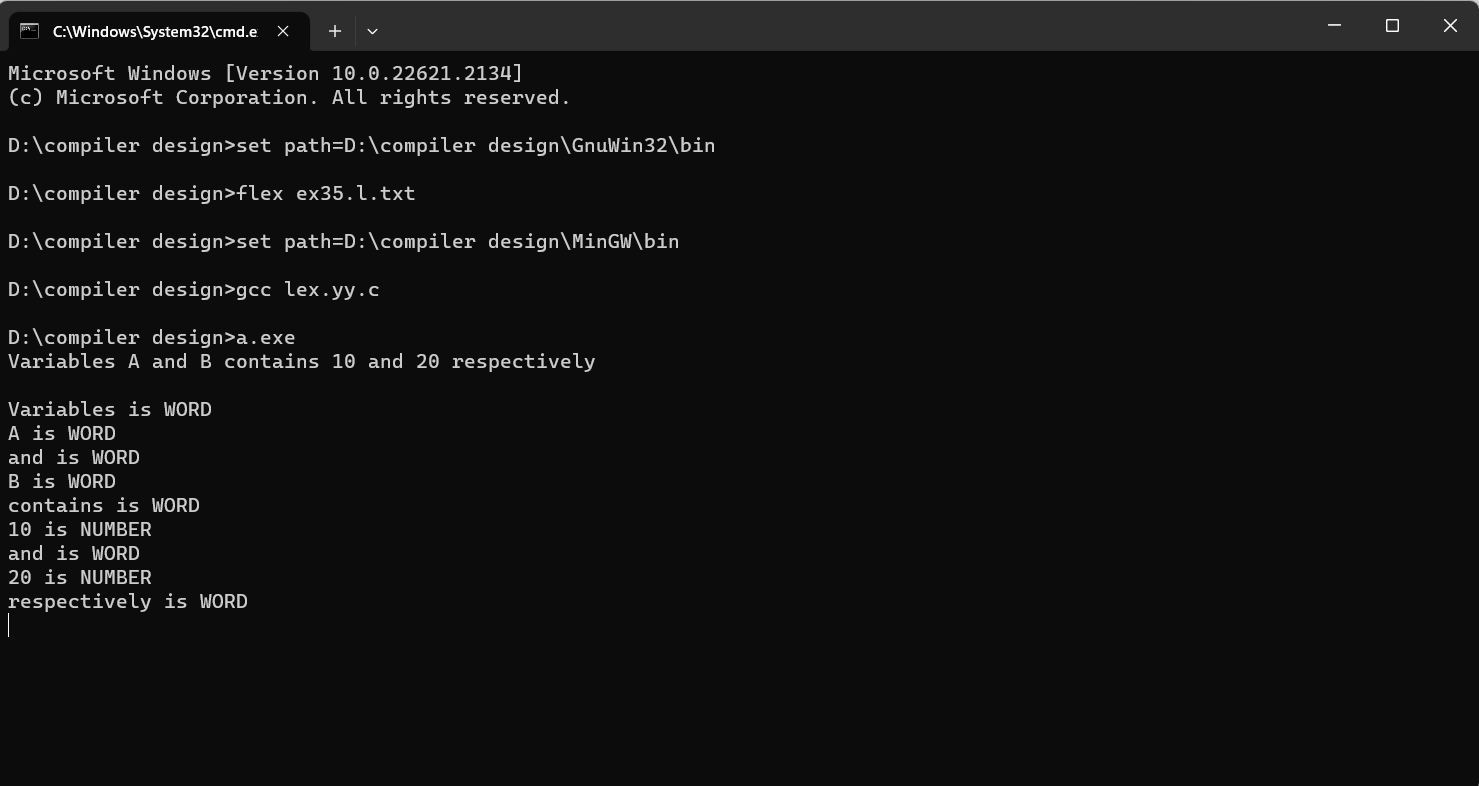 C:\Windows\System32\cmd.e
Microsoft Windows [Version 10.0.22621.2134]
(c) Microsoft Corporation. All rights reserved.
D:\compiler design>set path=D:\compiler design\GnuWin32\bin
D:\compiler design>flex ex35.l.txt
D:\compiler design>set path=D:\compiler design\MinGW\bin
D:\compiler design>gcc lex.yy.c
D:\compiler design>a.exe
Variables A and B contains 10 and 20 respectively
Variables is WORD
A is WORD
and is WORD
B is WORD
contains is WORD
10 is NUMBER
and is WORD
20 is NUMBER
respectively is WORD